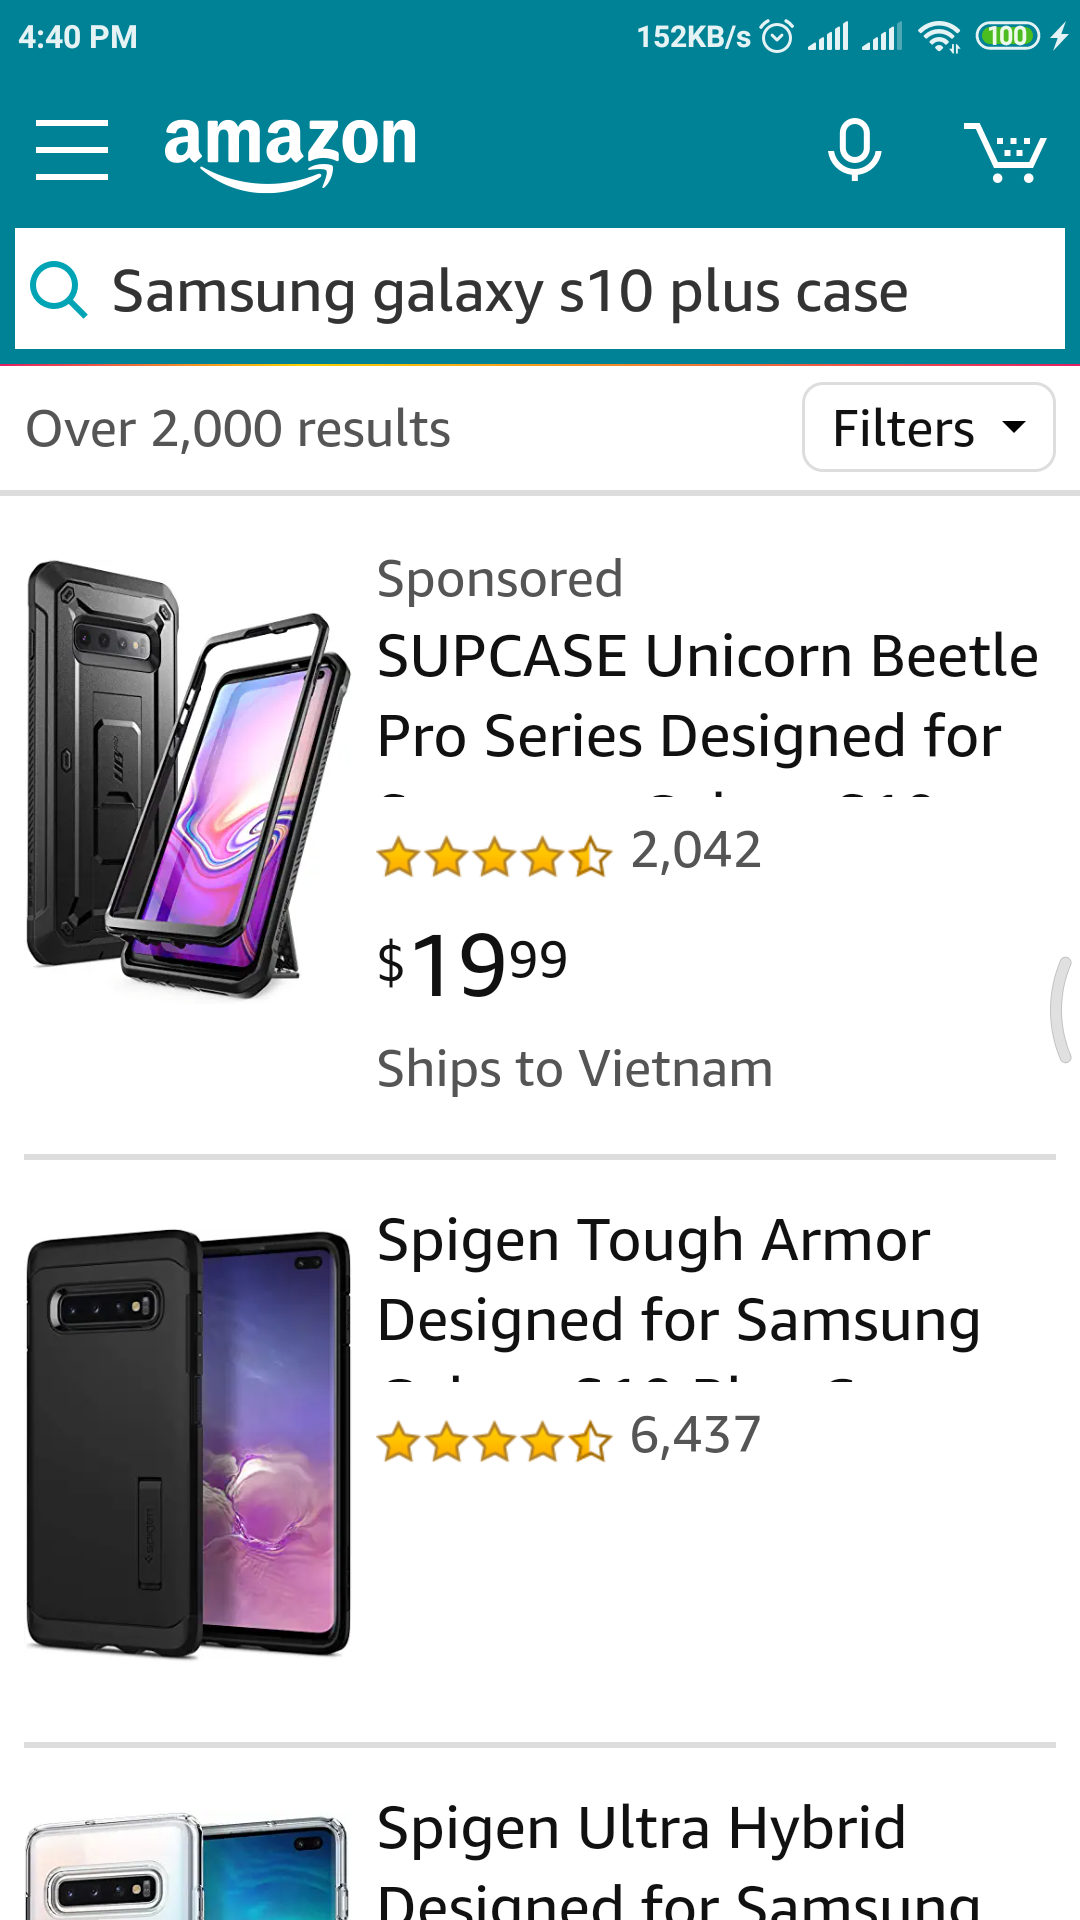 4:40 PM 152KB/s 100
amazon
Samsung galaxy s10 plus case
Over 2,000 results Filters
Sponsored
SUPCASE Unicorn Beetle
Pro Series Designed for
2,042
$19 99
Ships to Vietnam
Spigen Tough Armor
Designed for Samsung
6,437
spigen
Spigen Ultra Hybrid
Designed for Samsung